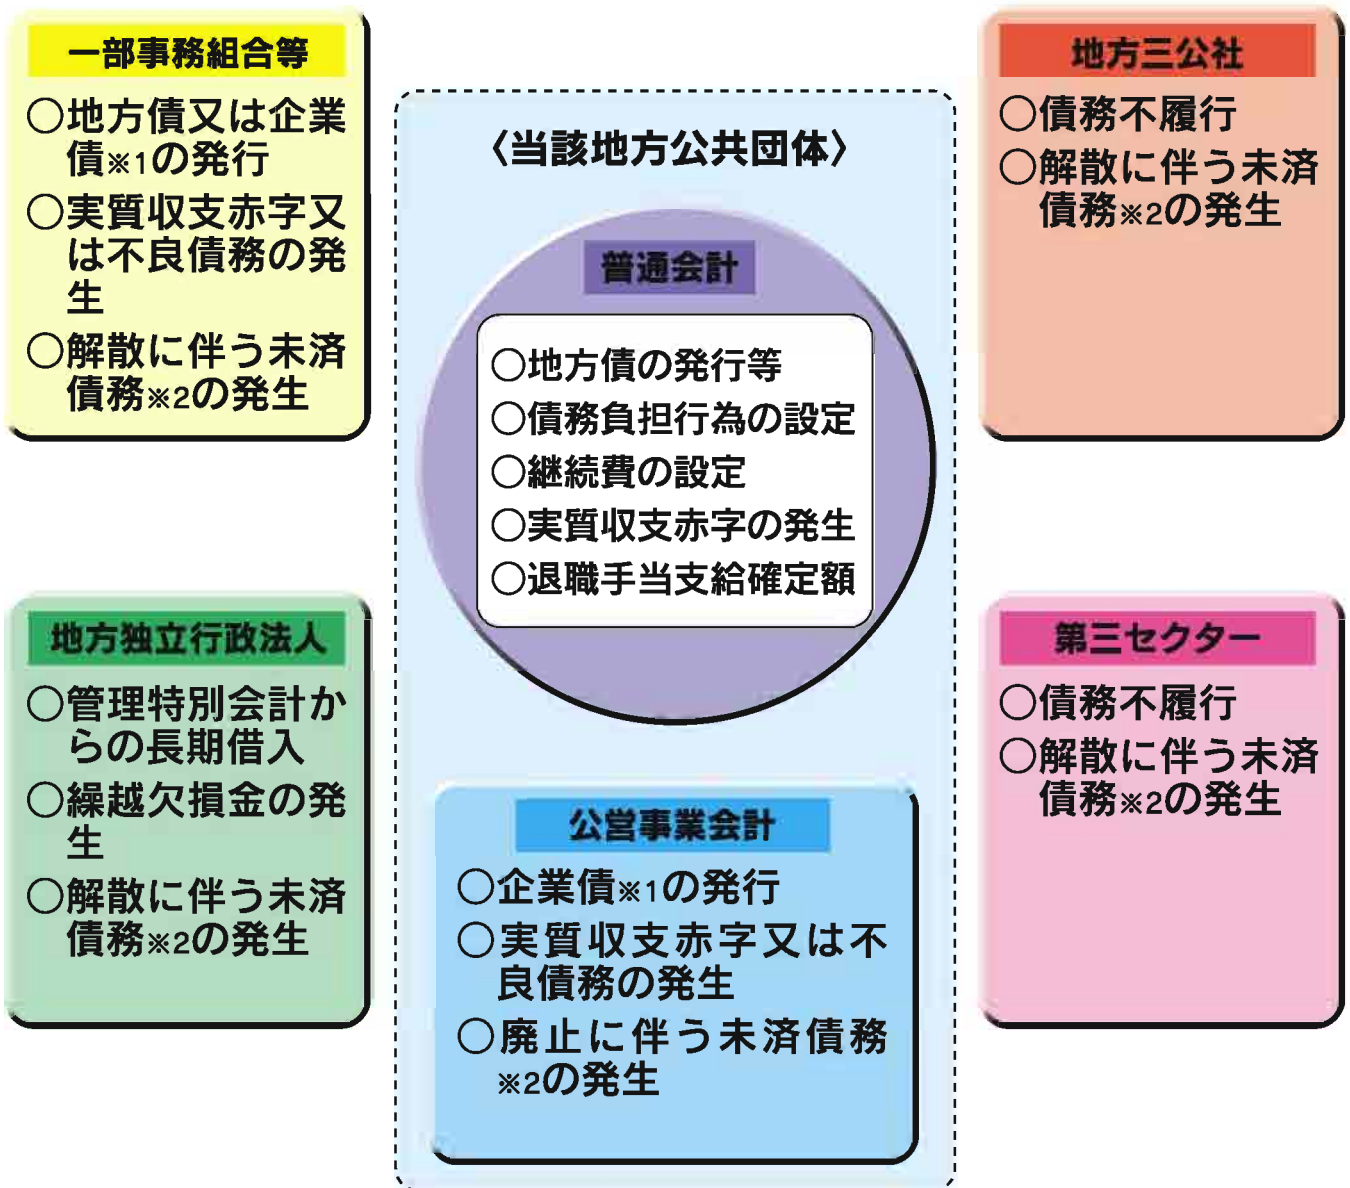 一部事務組合等
○地方債又は企業
債※1の発行
○実質収支赤字又
は不良債務の発
生
○解散に伴う未済
債務※2の発生
〈当該地方公共団体〉
普通会計
○地方債の発行等
○債務負担行為の設定
○継続費の設定
○実質収支赤字の発生
○退職手当支給確定額
地方三公社
○債務不履行
○解散に伴う未済
債務※2の発生
地方独立行政法人
○管理特別会計か
らの長期借入
○繰越欠損金の発
生
○解散に伴う未済
債務※2の発生
公営事業会計
○企業債※1の発行
○実質収支赤字又は不
良債務の発生
○廃止に伴う未済債務
※2の発生
第三セクター
○債務不履行
○解散に伴う未済
債務※2の発生